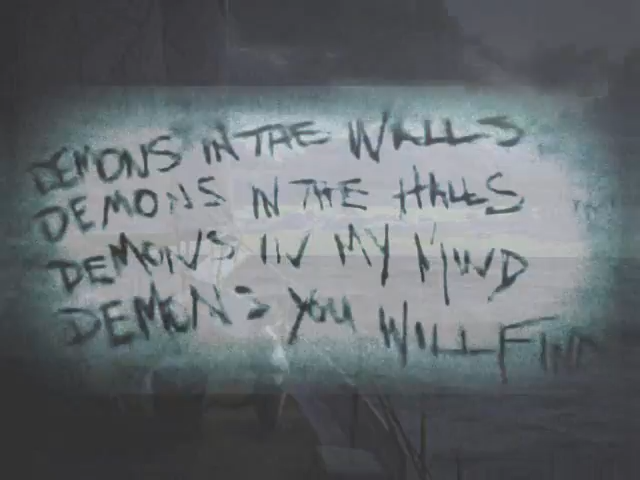 DEMONS IN THE WALLS
DEMONS IN THE HALLS
DEMONS IN MY MIND
DEMONS YOU WILL FIND